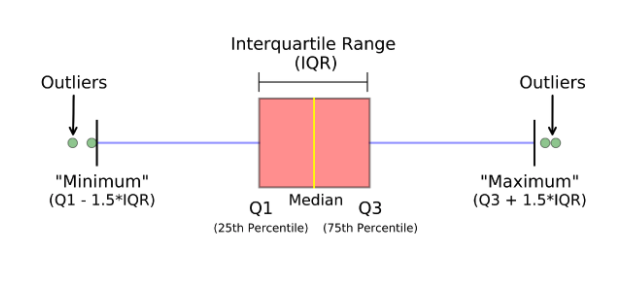 Interquartile Range
(IQR)
Outliers
Outliers
"Minimum"
(Q1 - 1.5*IQR)
"Maximum"
(Q3 + 1.5*IQR)
Q1
Median
Q3
(25th Percentile)
(75th Percentile)